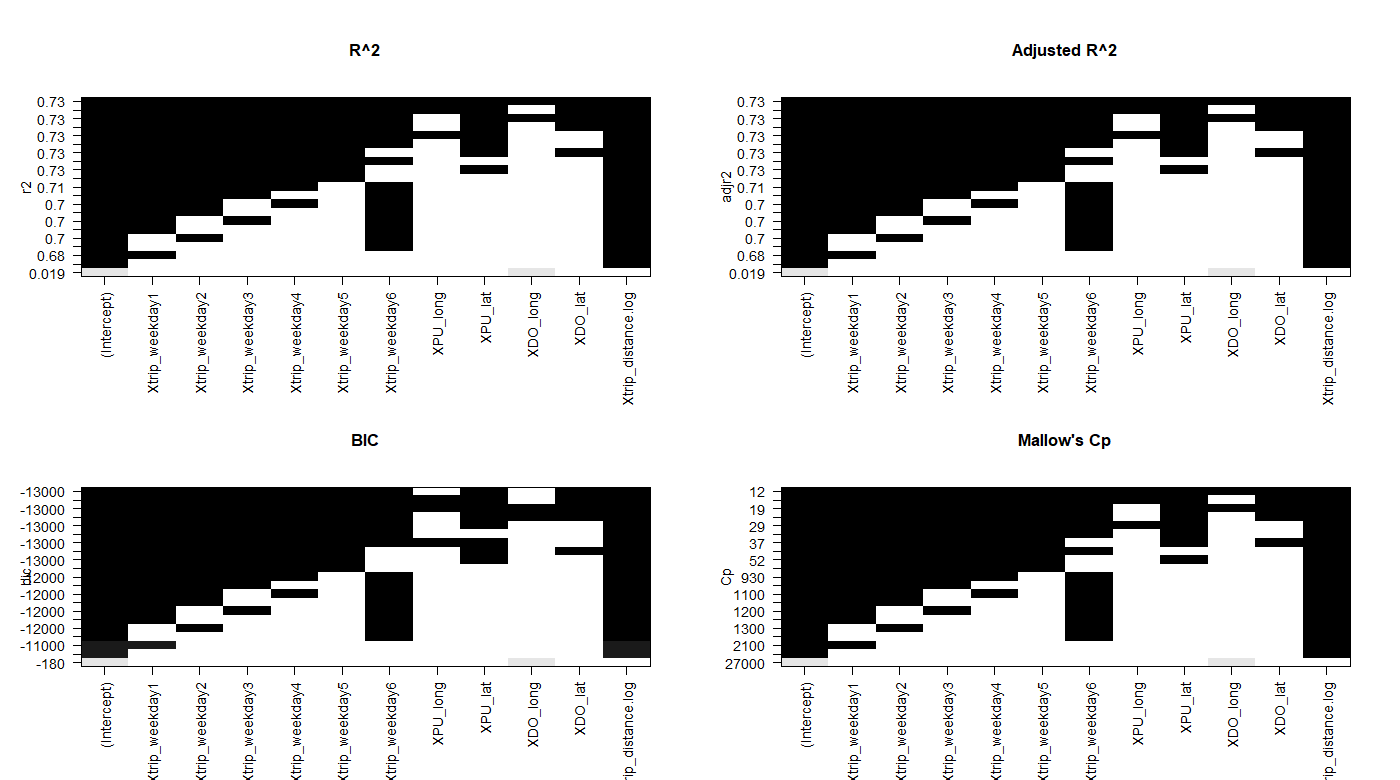 R^2
r2
0.73
0.73
0.73
0.73
0.73
0.71
0.7
0.7
0.7
0.68
0.019
(Intercept)
Xtrip_weekday1
Xtrip_weekday2
Xtrip_weekday3
Xtrip_weekday4
Xtrip_weekday5
Xtrip_weekday6
XPU_long
XPU_lat
XDO_long
XDO_lat
Xtrip_distance.log
Adjusted R^2
adjr2
0.73
0.73
0.73
0.73
0.73
0.71
0.7
0.7
0.7
0.68
0.019
(Intercept)
Xtrip_weekday1
Xtrip_weekday2
Xtrip_weekday3
Xtrip_weekday4
Xtrip_weekday5
Xtrip_weekday6
XPU_long
XPU_lat
XDO_long
XDO_lat
Xtrip_distance.log
BIC
bic
-13000
-13000
-13000
-13000
-13000
-12000
-12000
-12000
-12000
-11000
-180
(Intercept)
Xtrip_weekday1
Xtrip_weekday2
Xtrip_weekday3
Xtrip_weekday4
Xtrip_weekday5
Xtrip_weekday6
XPU_long
XPU_lat
XDO_long
XDO_lat
rip_distance.log
Mallow's Cp
Cp
12
19
29
37
52
930
1100
1200
1300
2100
27000
(Intercept)
Xtrip_weekday1
Xtrip_weekday2
Xtrip_weekday3
Xtrip_weekday4
Xtrip_weekday5
Xtrip_weekday6
XPU_long
XPU_lat
XDO_long
XDO_lat
rip_distance.log